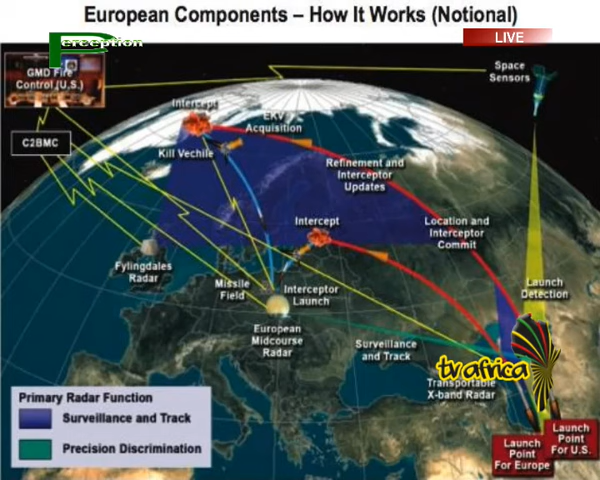 European Components – How It Works (Notional)
Perception
LIVE
GMD Fire
Control (U.S.)
Space
Sensors
Intercept
EKV
Acquisition
C2BMC
Kill Vechile
Refinement and
Interceptor
Updates
Intercept
Location and
Interceptor
Commit
Fylingdales
Radar
Missile
Field
Interceptor
Launch
Launch
Detection
European
Midcourse
Radar
Surveillance
and Track
tv africa
Transportable
X-band Radar
Primary Radar Function
Surveillance and Track
Precision Discrimination
Launch
Point
For Europe
Launch
Point
For U.S.